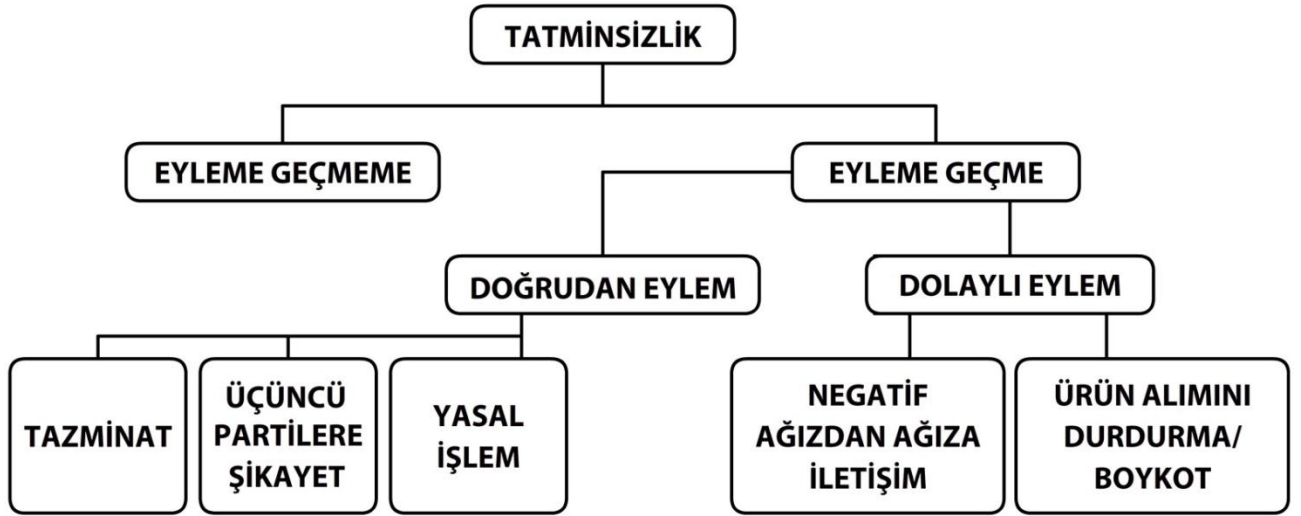 TATMİNSİZLİK
EYLEME GEÇMEME
EYLEME GEÇME
DOĞRUDAN EYLEM
DOLAYLI EYLEM
TAZMİNAT
ÜÇÜNCÜ
PARTİLERE
ŞİKAYET
YASAL
İŞLEM
NEGATİF
AĞIZDAN AĞIZA
İLETİŞİM
ÜRÜN ALIMINI
DURDURMA/
BOYKOT